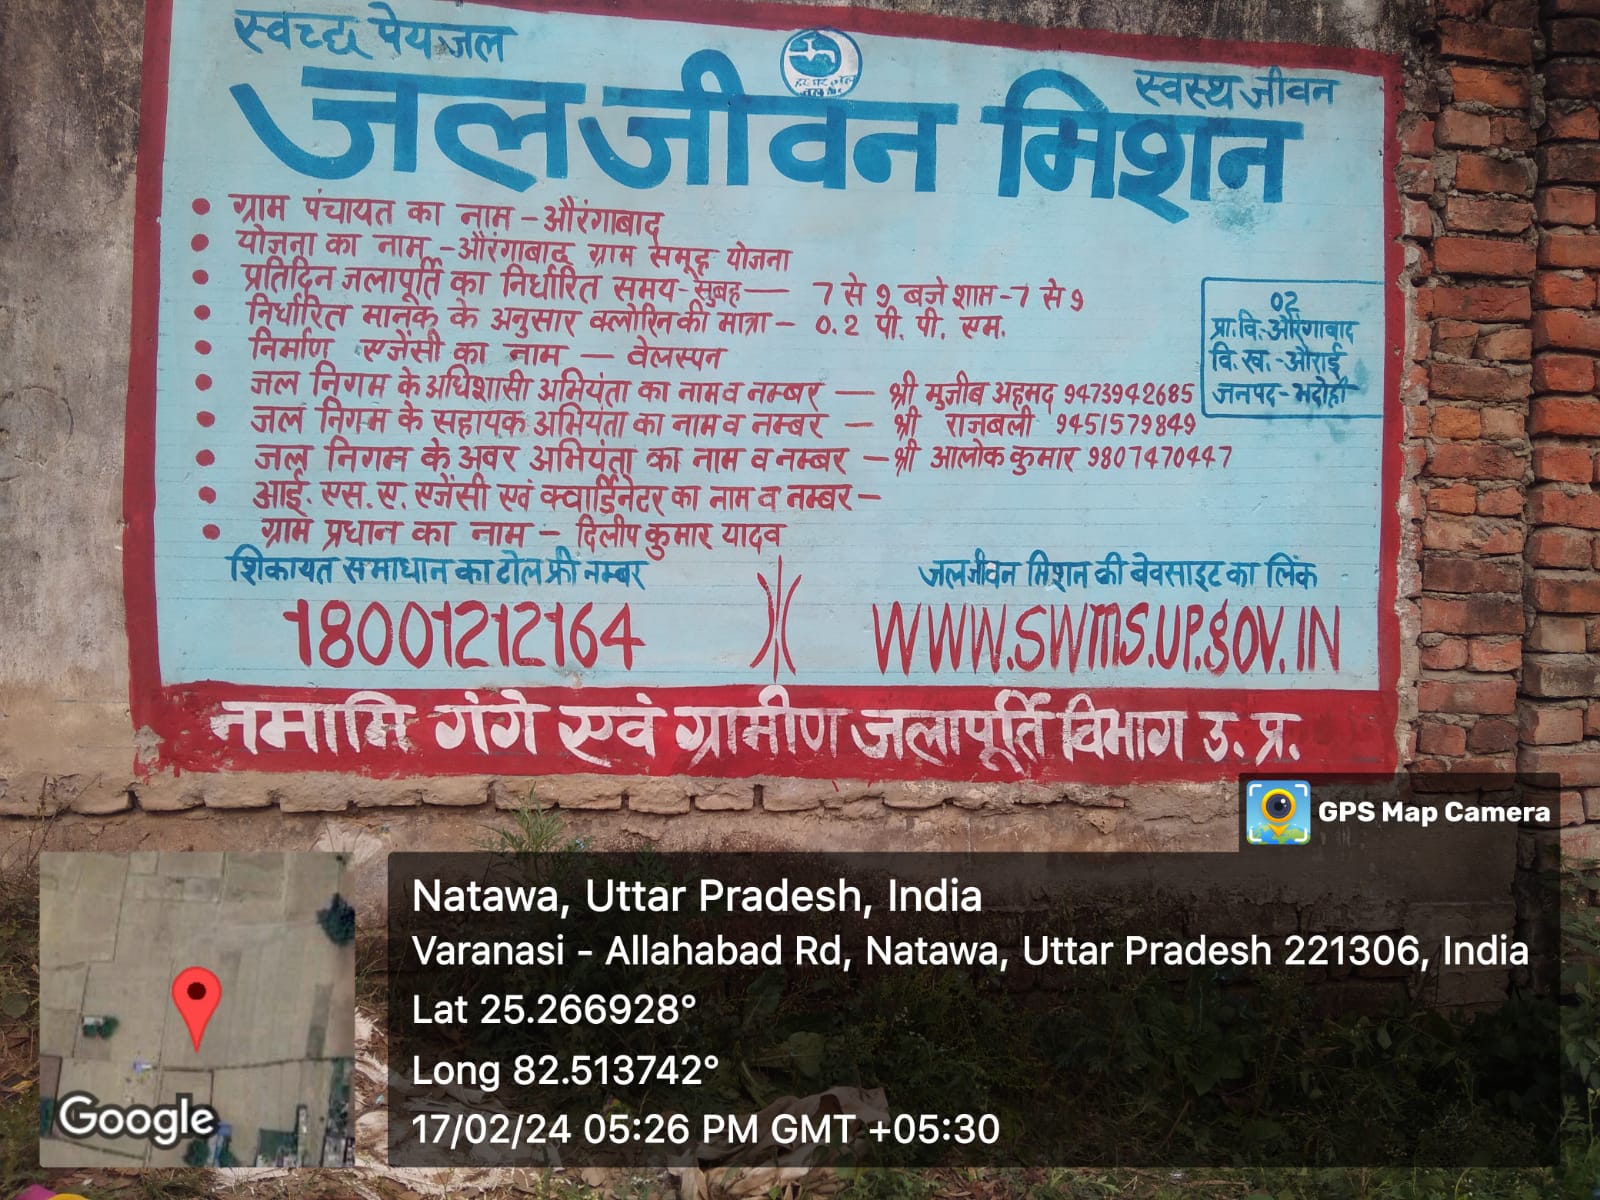 स्वच्छ पेयजल
स्वस्थ जीवन
जल जीवन मिशन
ग्राम पंचायत का नाम - औरंगाबाद
योजना का नाम - औरंगाबाद ग्राम समूह योजना
प्रतिदिन जलापूर्ति का निर्धारित समय - सुबह — 7 से 9 बजे शाम - 7 से 9
निर्धारित मानक के अनुसार क्लोरिन की मात्रा - 0.2 पी. पी. एम.
निर्माण एजेंसी का नाम — वेलस्पन
जल निगम के अधिशासी अभियंता का नाम व नम्बर — श्री मुजीब अहमद 9473942685
जल निगम के सहायक अभियंता का नाम व नम्बर — श्री राजबली 9451579849
जल निगम के अवर अभियंता का नाम व नम्बर — श्री आलोक कुमार 9807470447
आई. एस. ए. एजेंसी एवं क्वार्डिनेटर का नाम व नम्बर -
ग्राम प्रधान का नाम - दिलीप कुमार यादव
02
प्रा.वि.-औरंगाबाद
वि.ख.-औराई
जनपद-भदोही
शिकायत समाधान का टोल फ्री नम्बर
18001212164
जल जीवन मिशन की वेवसाइट का लिंक
WWW.SWMS.UP.gOV.IN
नमामि गंगे एवं ग्रामीण जलापूर्ति विभाग उ. प्र.
GPS Map Camera
Natawa, Uttar Pradesh, India
Varanasi - Allahabad Rd, Natawa, Uttar Pradesh 221306, India
Lat 25.266928°
Long 82.513742°
17/02/24 05:26 PM GMT +05:30
Google